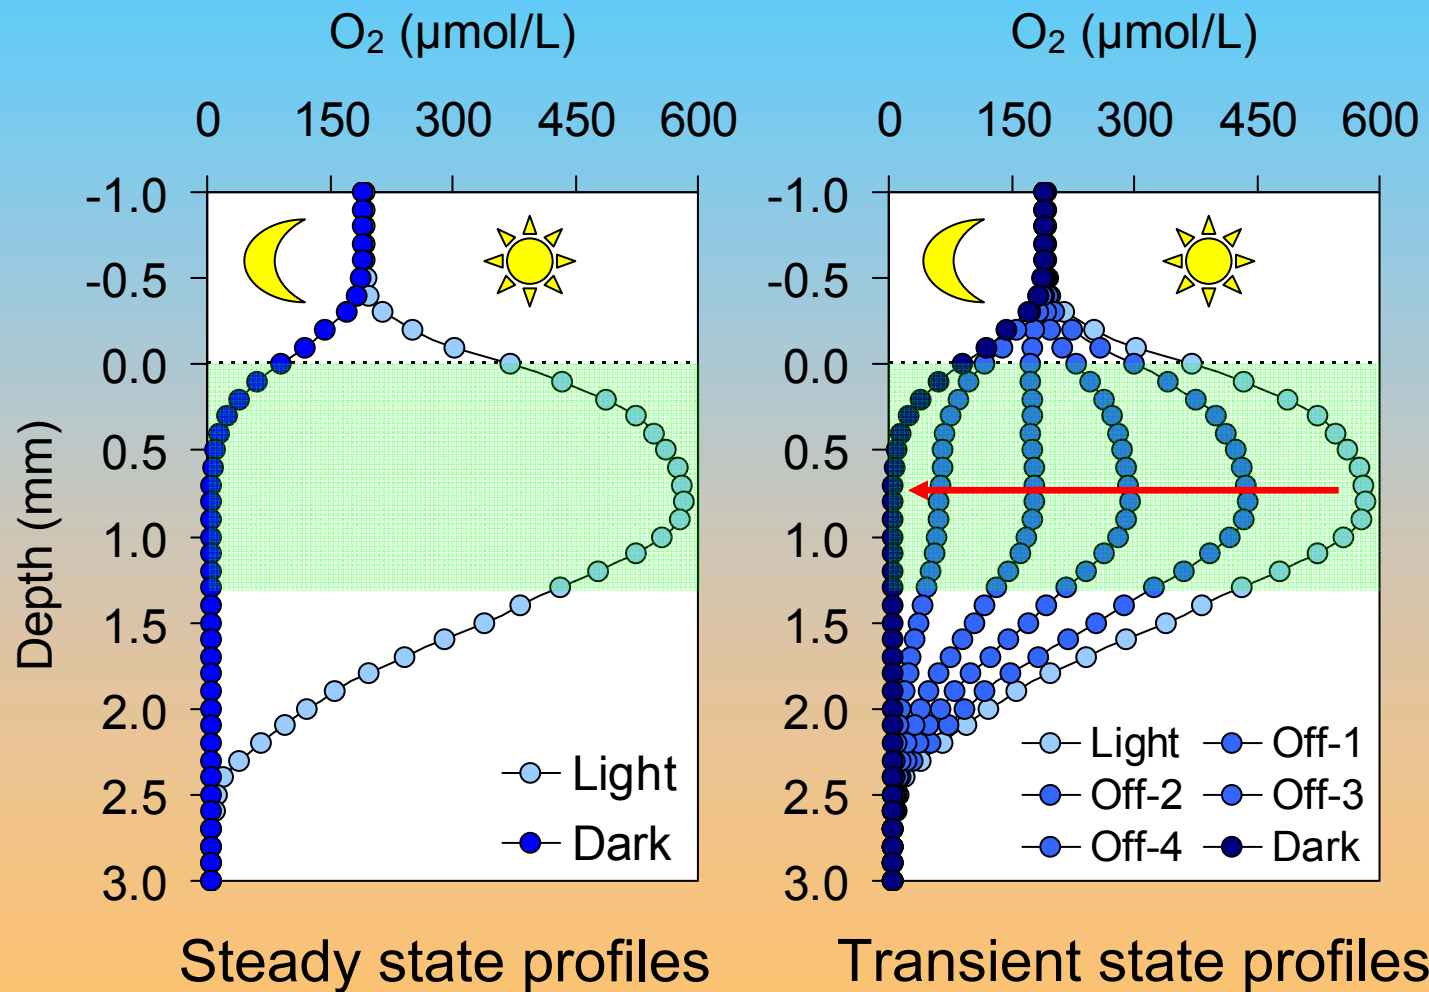 O₂ (μmol/L)
0 150 300 450 600
-1.0
-0.5
0.0
0.5
1.0
1.5
2.0
2.5
3.0
Depth (mm)
Light
Dark
Steady state profiles
O₂ (μmol/L)
0 150 300 450 600
-1.0
-0.5
0.0
0.5
1.0
1.5
2.0
2.5
3.0
Light Off-1
Off-2 Off-3
Off-4 Dark
Transient state profiles